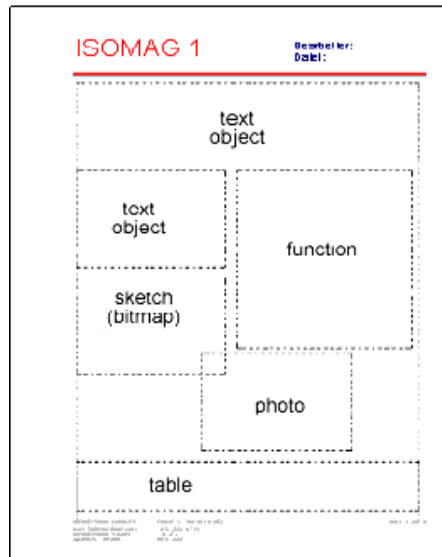 ISOMAG 1
Bearbeiter:
Datei:
text
object
text
object
function
sketch
(bitmap)
photo
table